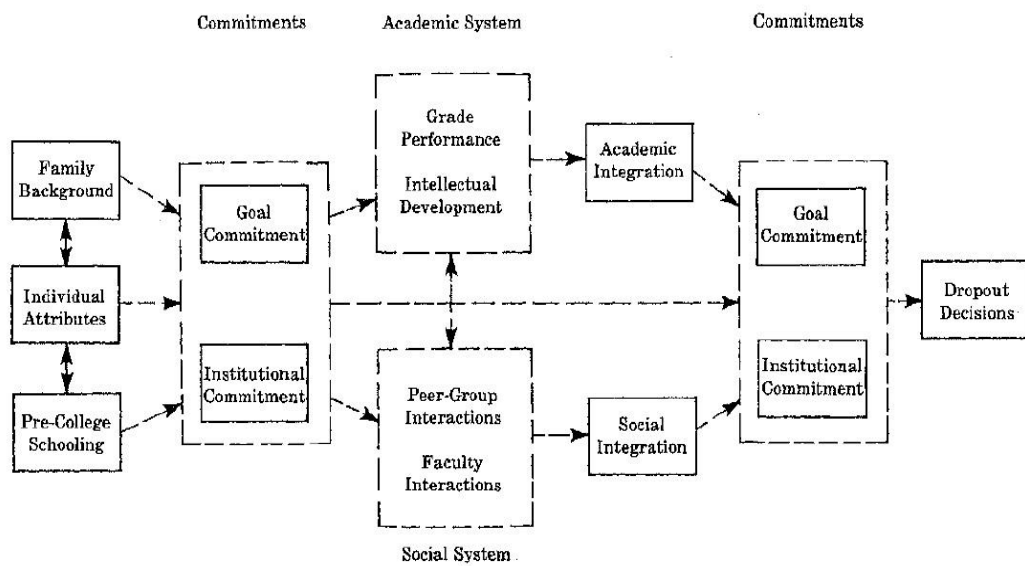 Commitments
Academic System
Commitments
Family
Background
Individual
Attributes
Pre-College
Schooling
Goal
Commitment
Institutional
Commitment
Grade
Performance
Intellectual
Development
Peer-Group
Interactions
Faculty
Interactions
Social System
Academic
Integration
Social
Integration
Goal
Commitment
Institutional
Commitment
Dropout
Decisions